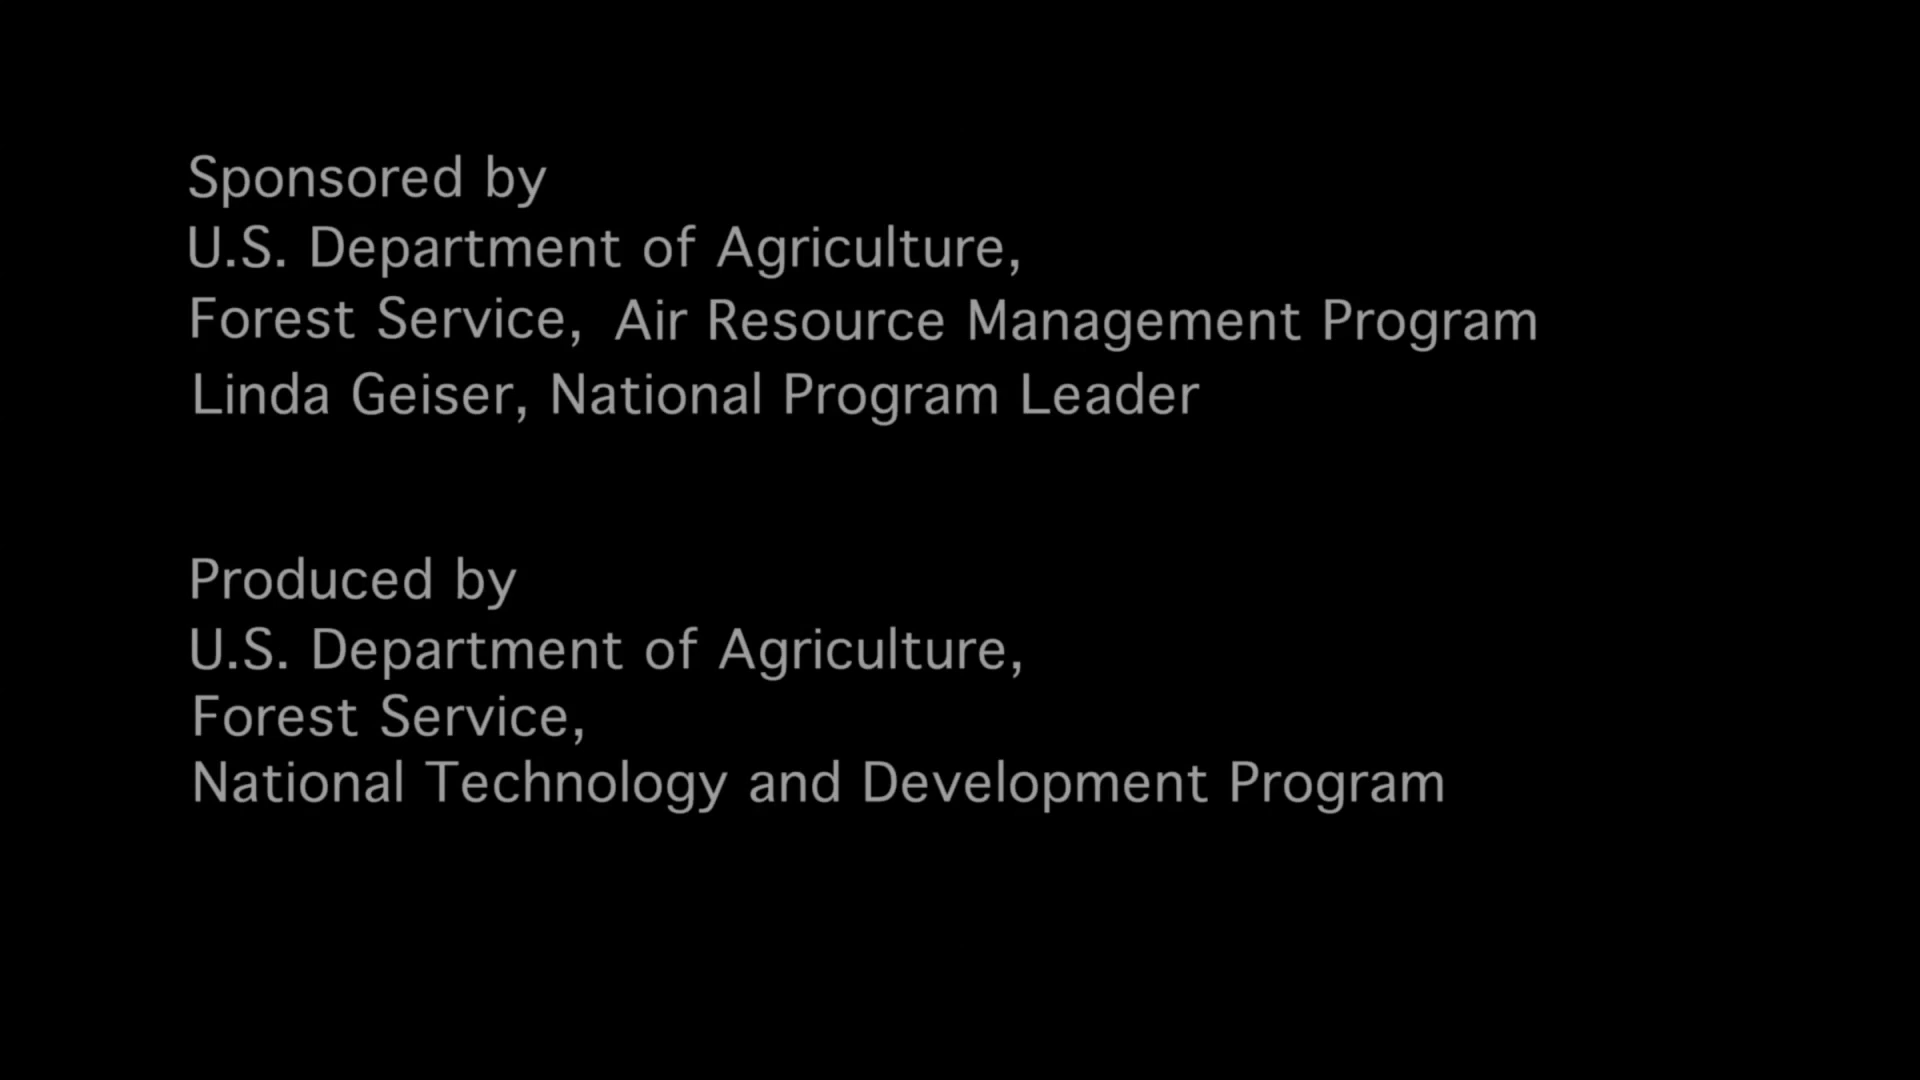 Sponsored by
U.S. Department of Agriculture,
Forest Service, Air Resource Management Program
Linda Geiser, National Program Leader
Produced by
U.S. Department of Agriculture,
Forest Service,
National Technology and Development Program